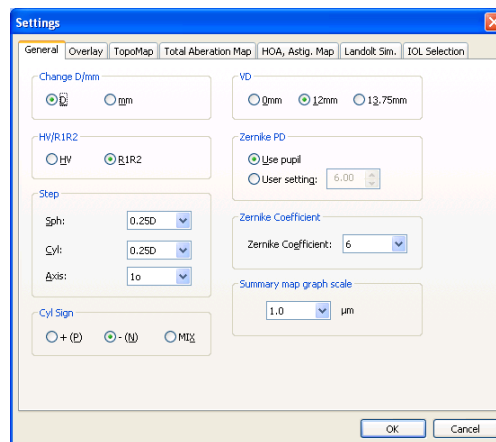 Settings
General Overlay TopoMap Total Aberation Map HOA, Astig. Map Landolt Sim. IOL Selection
Change D/mm
D mm
HV/R1R2
HV R1R2
Step
Sph: 0.25D
Cyl: 0.25D
Axis: 1o
Cyl Sign
+ (P) - (N) MIX
VD
0mm 12mm 13.75mm
Zernike PD
Use pupil
User setting: 6.00
Zernike Coefficient
Zernike Coefficient: 6
Summary map graph scale
1.0 μm
OK Cancel